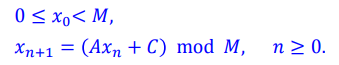 0 ≤ x₀ < M,
xₙ₊₁ = (Axₙ + C) mod M, n ≥ 0.